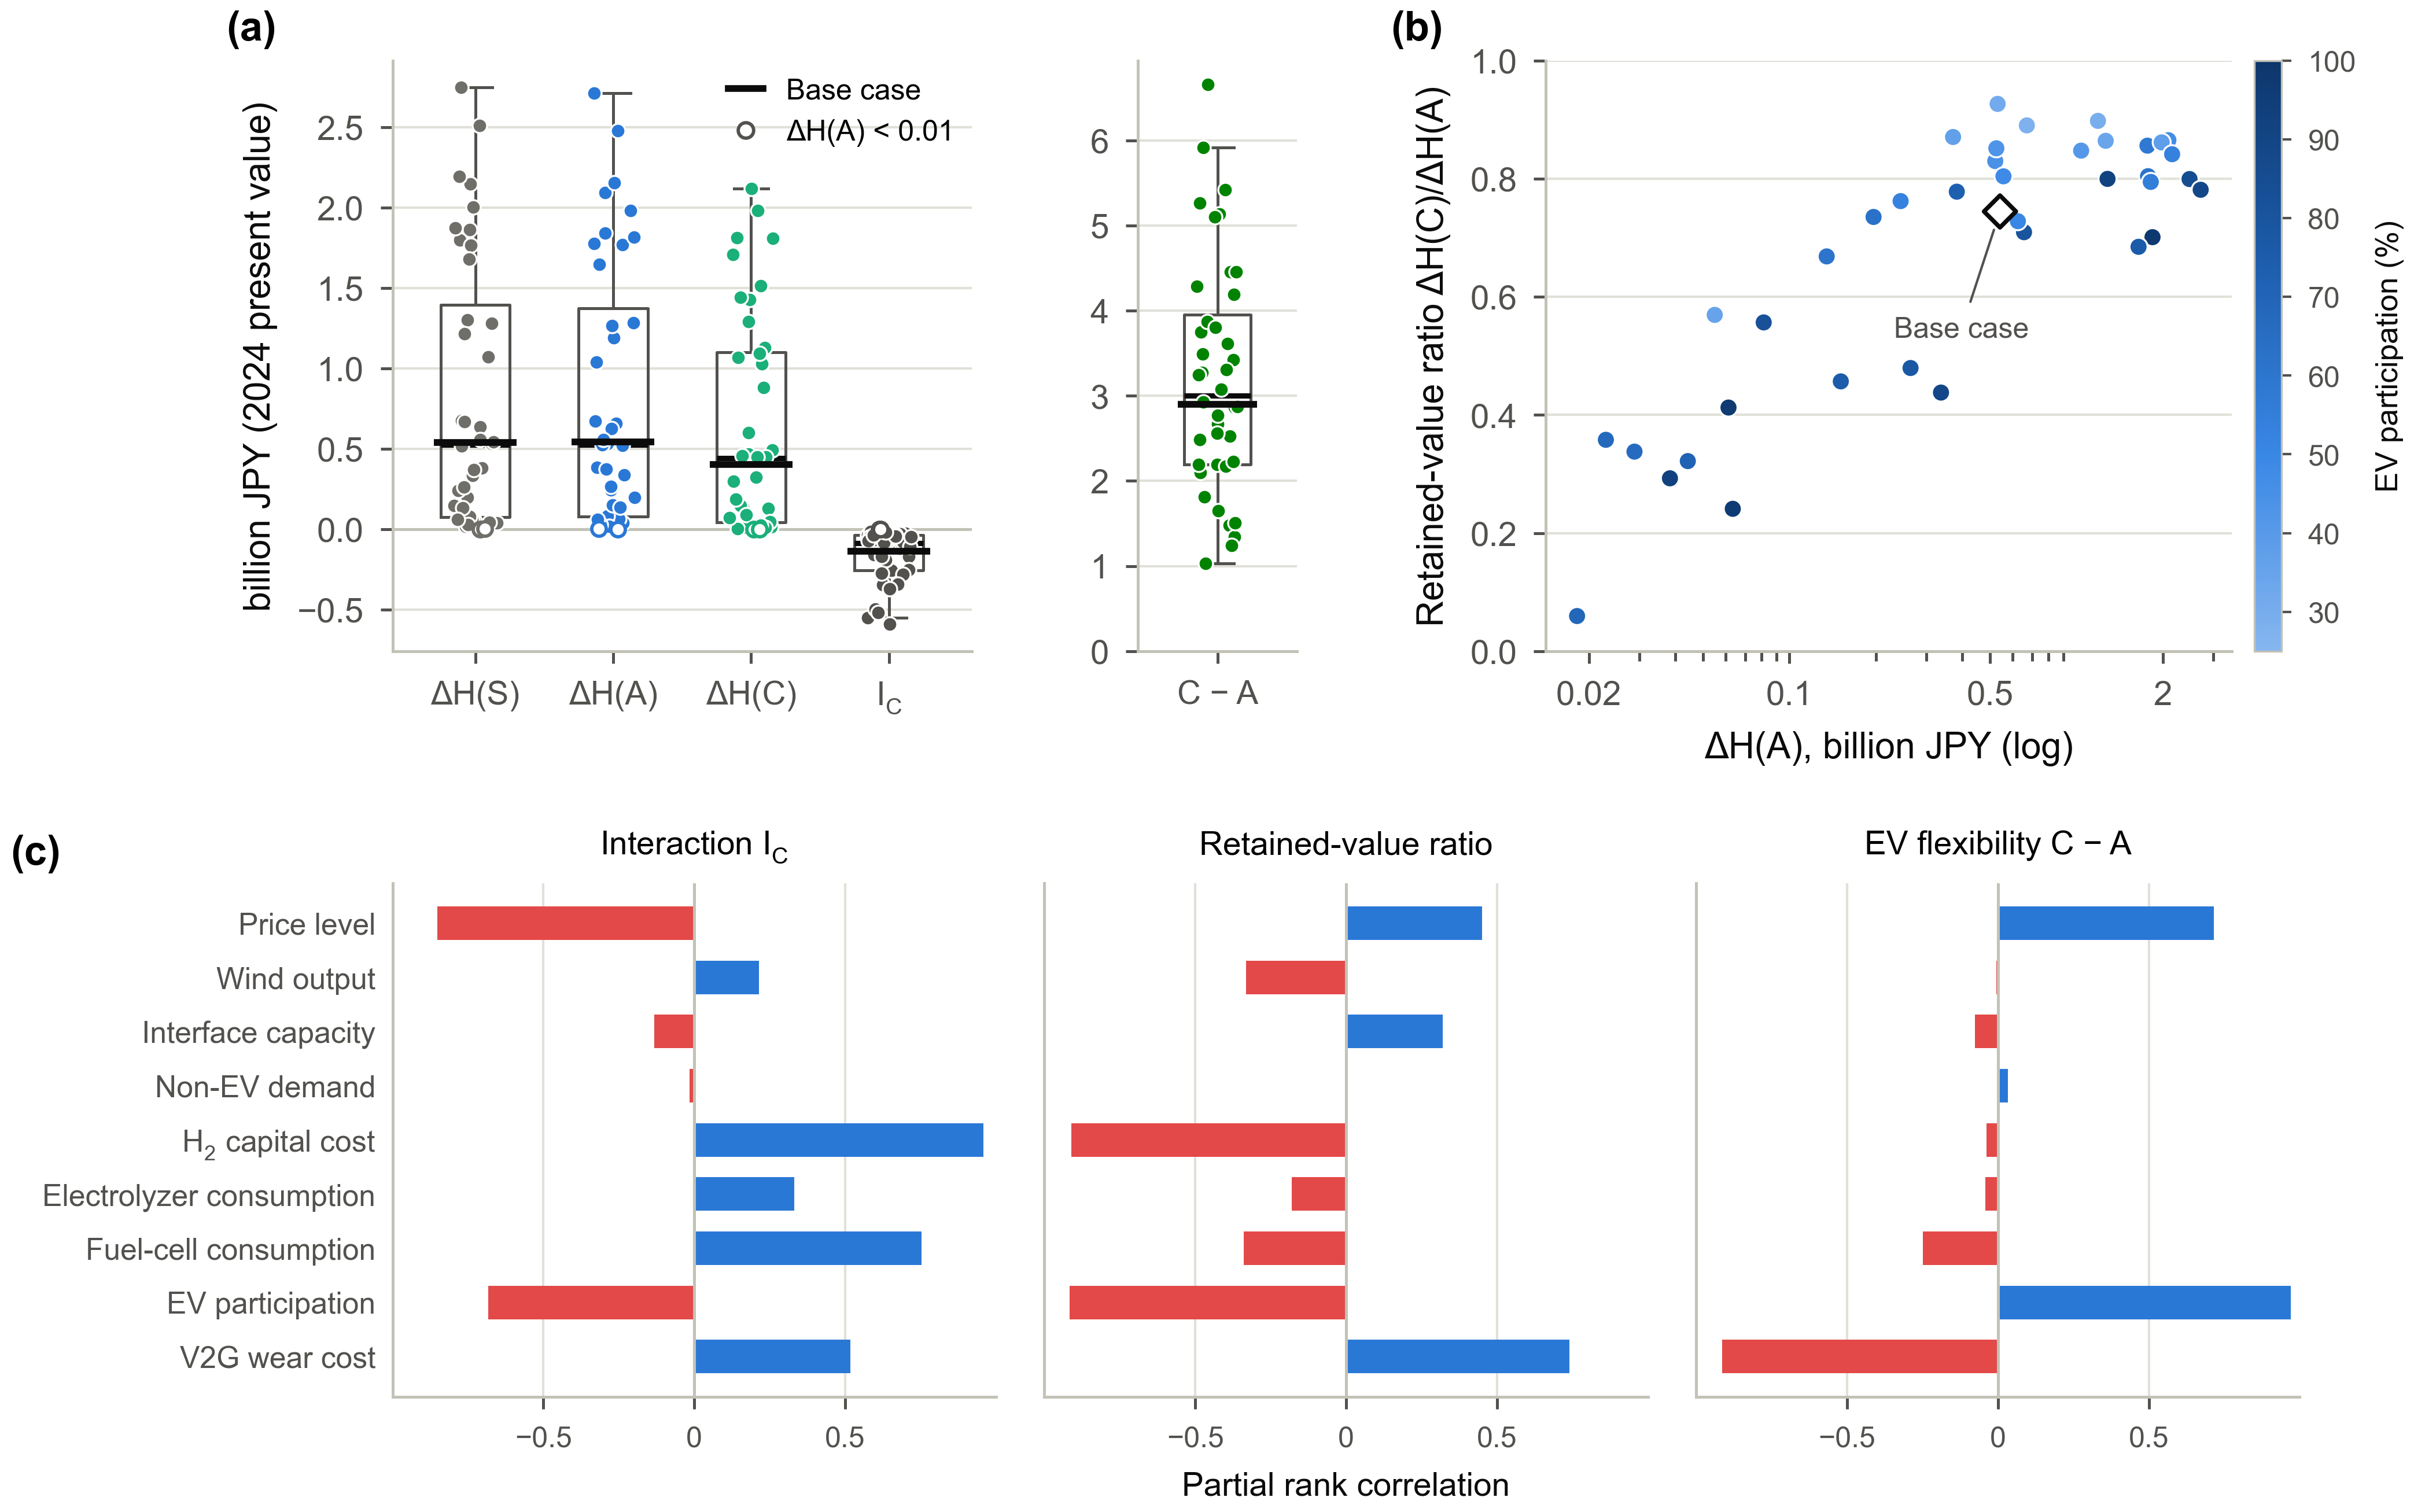 (a)
billion JPY (2024 present value)
2.5
2.0
1.5
1.0
0.5
0.0
−0.5
Base case
ΔH(A) < 0.01
ΔH(S)
ΔH(A)
ΔH(C)
I_C
6
5
4
3
2
1
0
C − A
(b)
Retained-value ratio ΔH(C)/ΔH(A)
1.0
0.8
0.6
0.4
0.2
0.0
Base case
0.02
0.1
0.5
2
ΔH(A), billion JPY (log)
100
90
80
70
60
50
40
30
EV participation (%)
(c)
Interaction I_C
Retained-value ratio
EV flexibility C − A
Price level
Wind output
Interface capacity
Non-EV demand
H₂ capital cost
Electrolyzer consumption
Fuel-cell consumption
EV participation
V2G wear cost
−0.5
0
0.5
−0.5
0
0.5
−0.5
0
0.5
Partial rank correlation